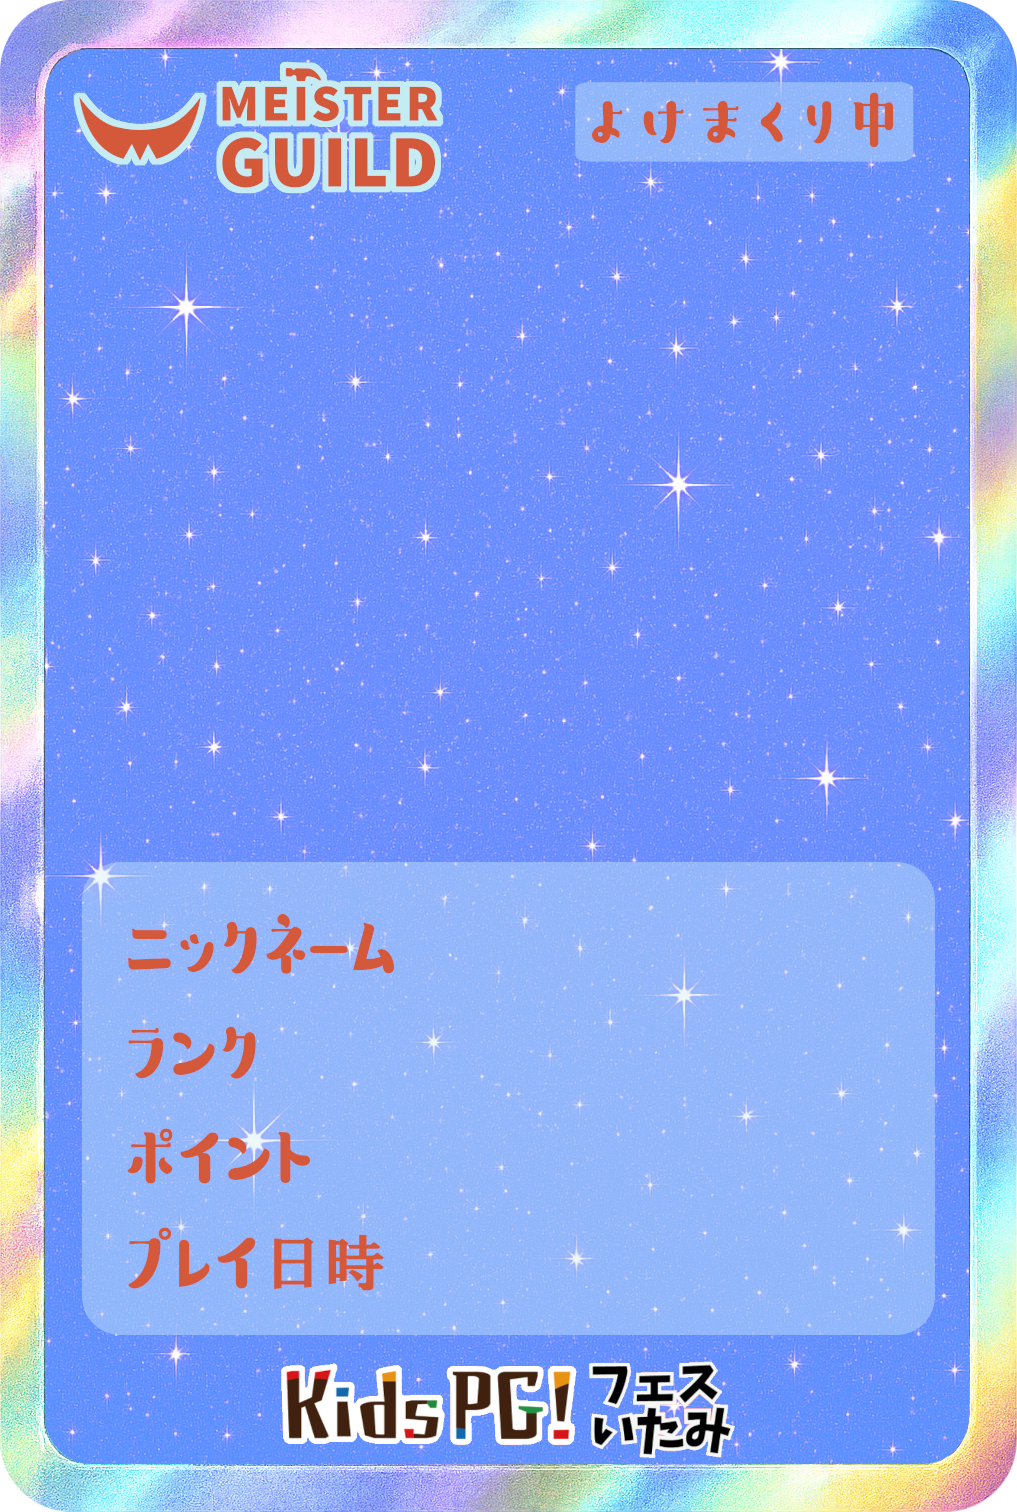 MEISTER
GUILD
よけまくり中
ニックネーム
ランク
ポイント
プレイ日時
Kids PG! フェス
いたみ